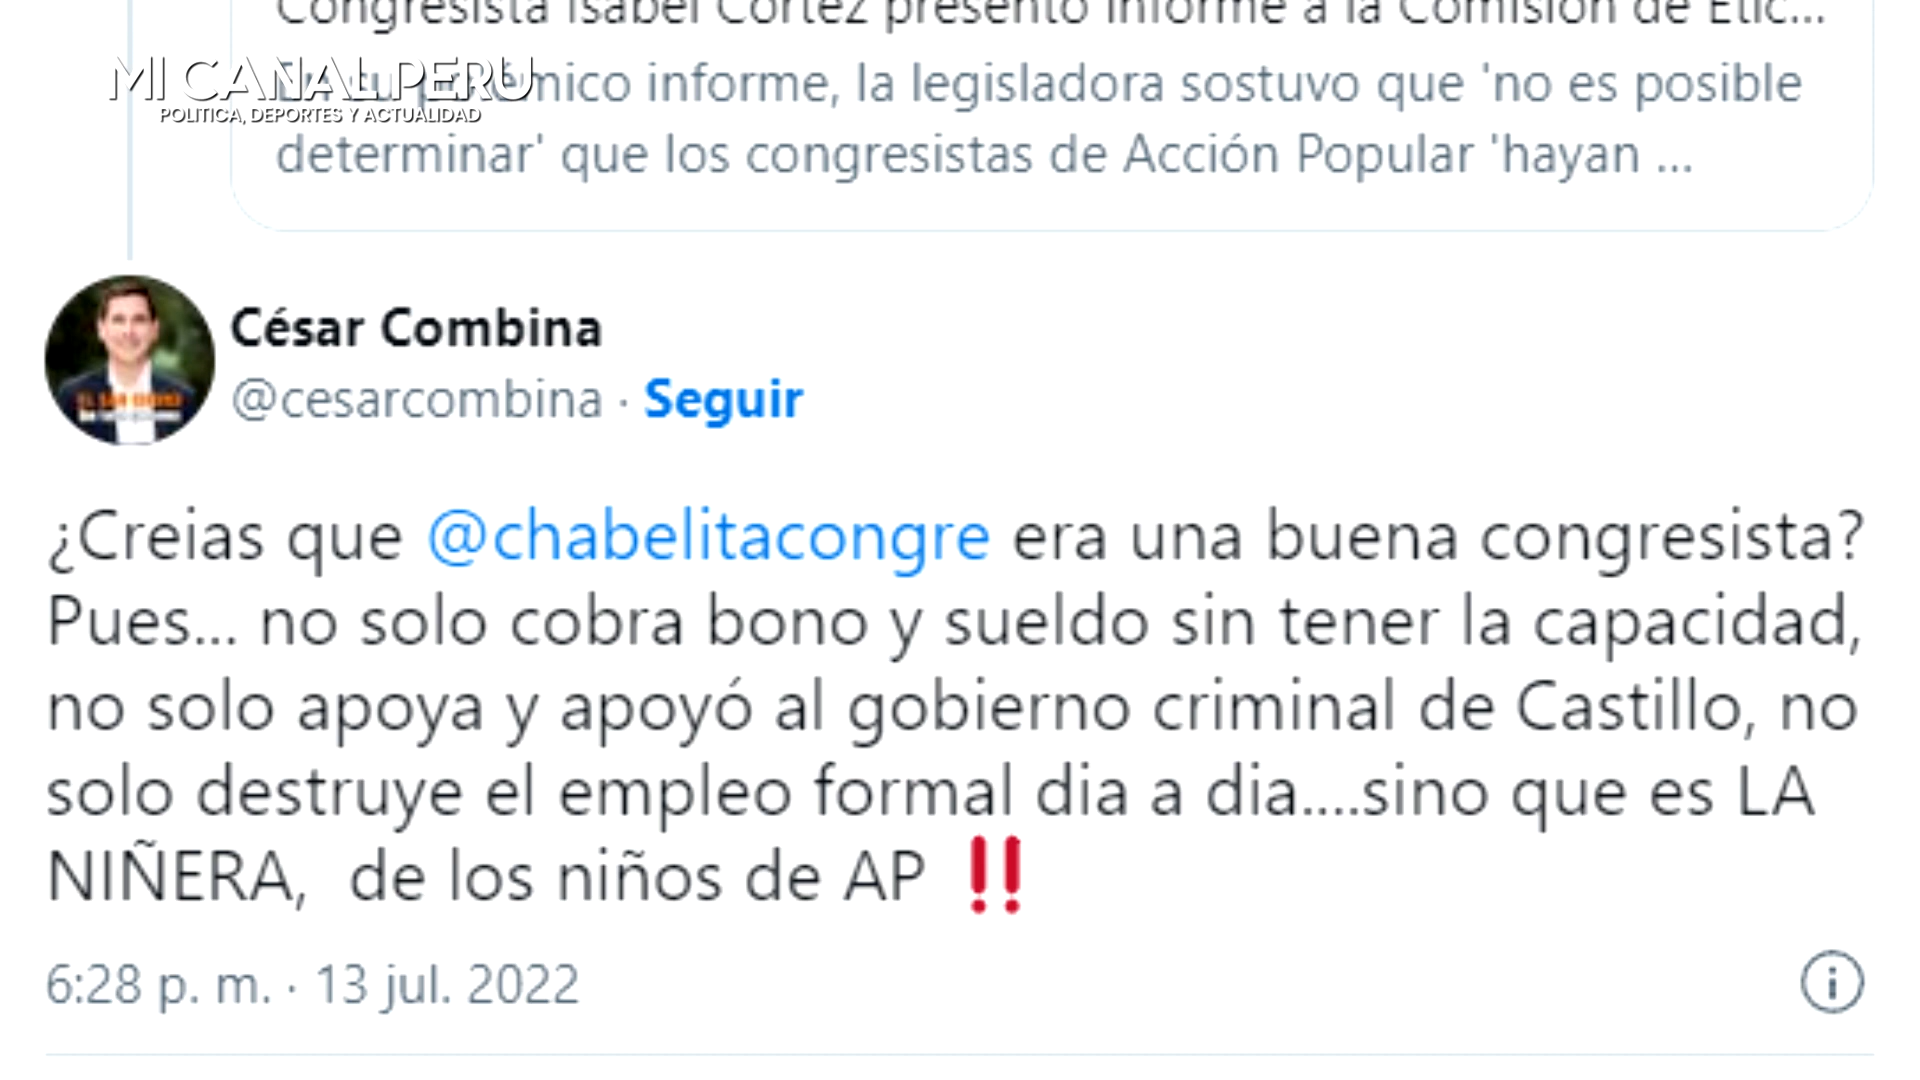 Congresista Isabel Cortez presentó informe a la Comisión de Étic...
MI CANAL PERU
informe, la legisladora sostuvo que 'no es posible
POLITICA, DEPORTES Y ACTUALIDAD
determinar' que los congresistas de Acción Popular 'hayan ...
César Combina
@cesarcombina · Seguir
¿Creias que @chabelitacongre era una buena congresista?
Pues... no solo cobra bono y sueldo sin tener la capacidad,
no solo apoya y apoyó al gobierno criminal de Castillo, no
solo destruye el empleo formal dia a dia....sino que es LA
NIÑERA,  de los niños de AP ‼️
6:28 p. m. · 13 jul. 2022